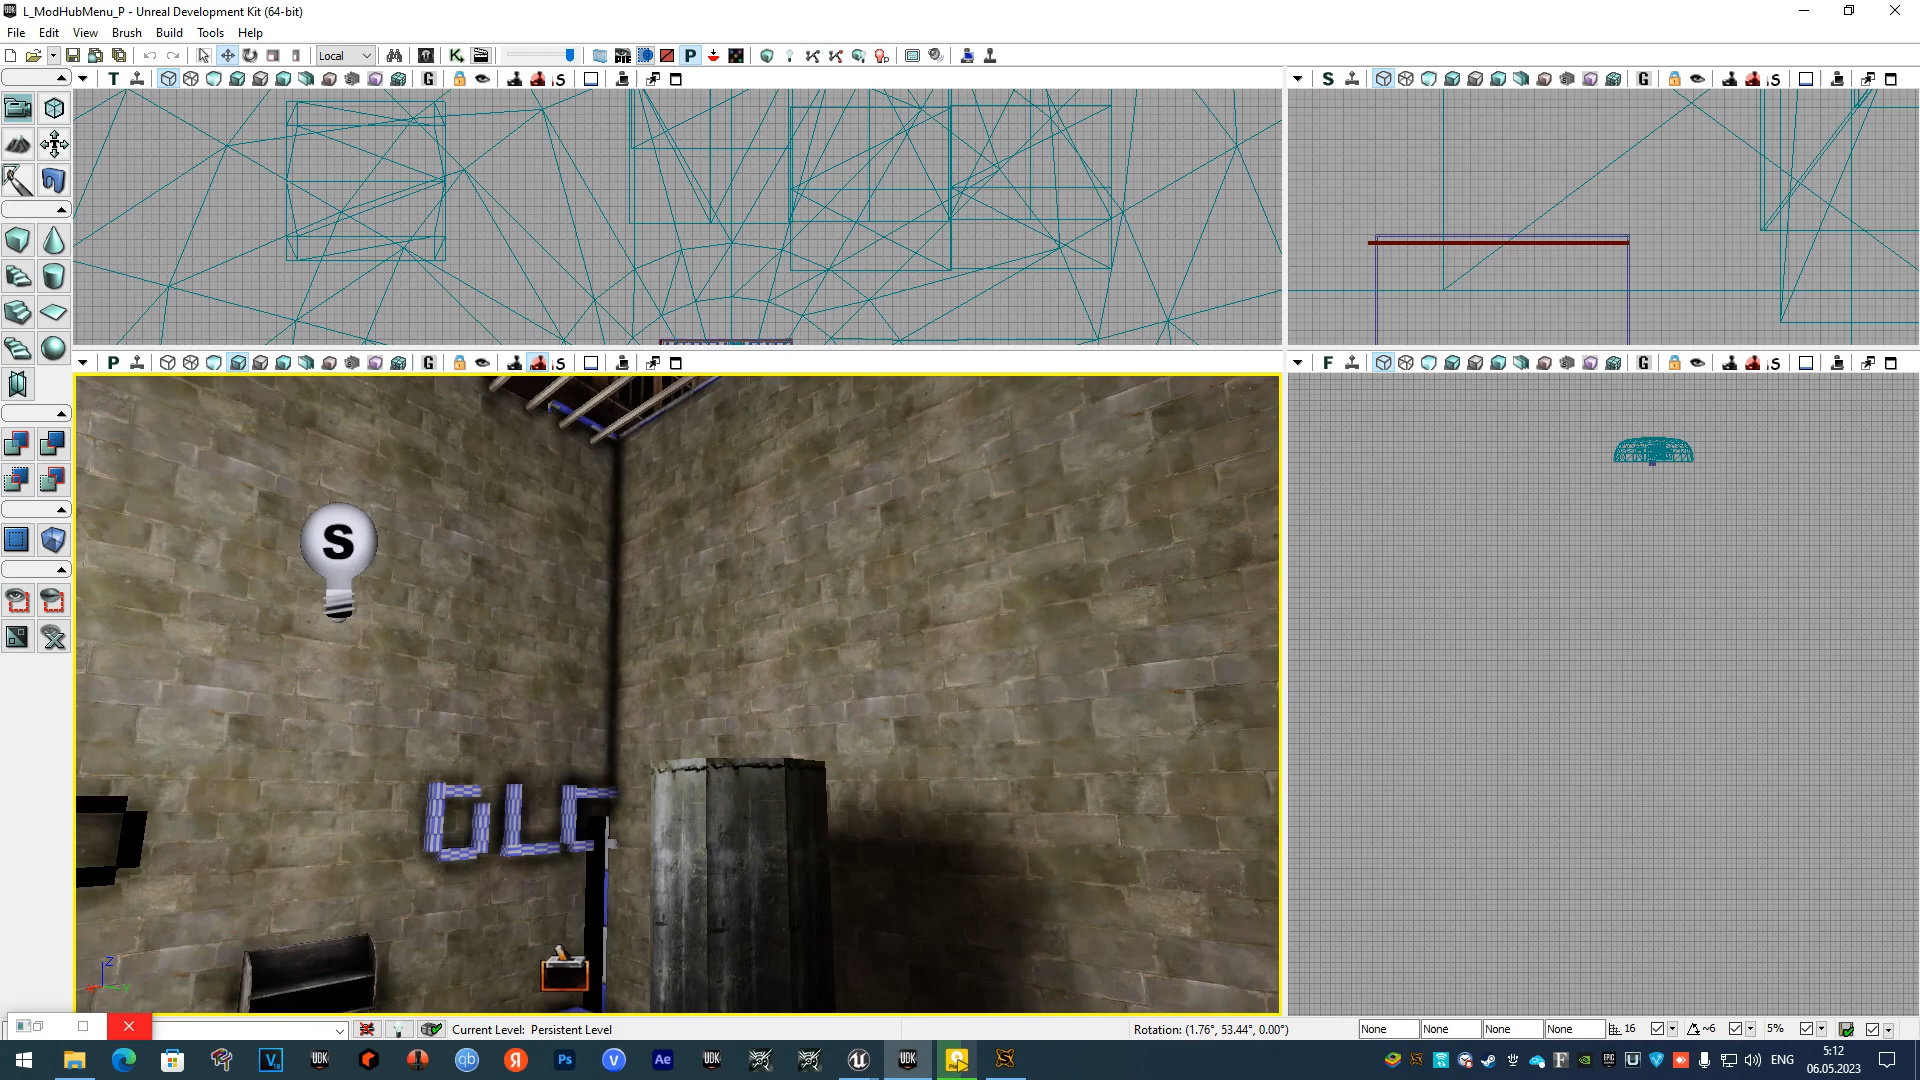 L_ModHubMenu_P - Unreal Development Kit (64-bit)
File Edit View Brush Build Tools Help
Local
T G S
S G S
P G S
F G S
S
DLC
Z
Y
Current Level: Persistent Level
Rotation: (1.76°, 53.44°, 0.00°)
None None None None 16 ~6 5%
ENG
5:12
06.05.2023